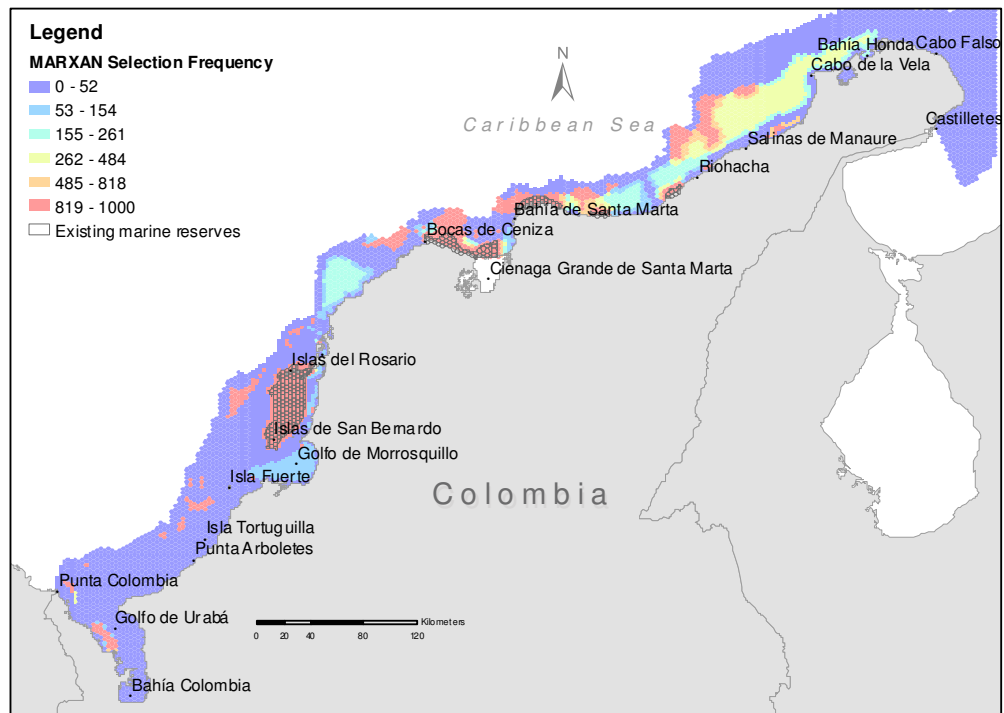 Legend
MARXAN Selection Frequency
0 - 52
53 - 154
155 - 261
262 - 484
485 - 818
819 - 1000
Existing marine reserves
N
Caribbean Sea
Bahía Honda
Cabo Falso
Cabo de la Vela
Castilletes
Salinas de Manaure
Riohacha
Bahía de Santa Marta
Bocas de Ceniza
Cienaga Grande de Santa Marta
Islas del Rosario
Islas de San Bernardo
Golfo de Morrosquillo
Isla Fuerte
Colombia
Isla Tortuguilla
Punta Arboletes
Punta Colombia
Golfo de Urabá
Kilometers
0 20 40 80 120
Bahía Colombia